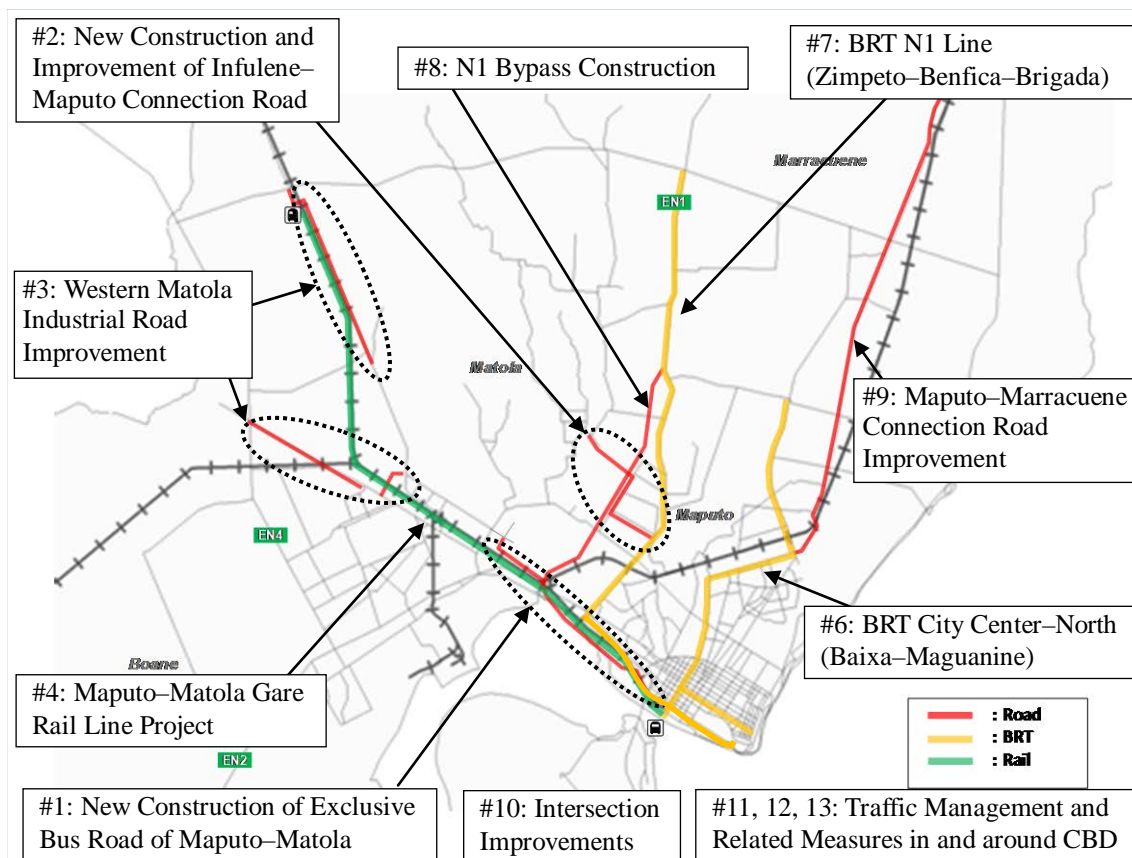 #2: New Construction and
Improvement of Infulene–
Maputo Connection Road
#8: N1 Bypass Construction
#7: BRT N1 Line
(Zimpeto–Benfica–Brigada)
Marracuene
EN1
#3: Western Matola
Industrial Road
Improvement
Matola
#9: Maputo–Marracuene
Connection Road
Improvement
Maputo
EN4
#6: BRT City Center–North
(Baixa–Maguanine)
Boane
#4: Maputo–Matola Gare
Rail Line Project
EN2
: Road
: BRT
: Rail
#1: New Construction of Exclusive
Bus Road of Maputo–Matola
#10: Intersection
Improvements
#11, 12, 13: Traffic Management and
Related Measures in and around CBD